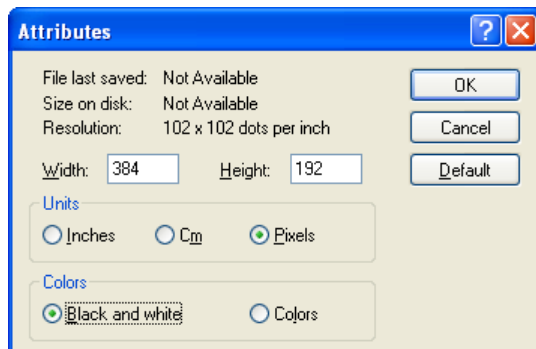 Attributes
File last saved: Not Available
Size on disk: Not Available
Resolution: 102 x 102 dots per inch
Width: 384 Height: 192
Units
Inches Cm Pixels
Colors
Black and white Colors
OK
Cancel
Default